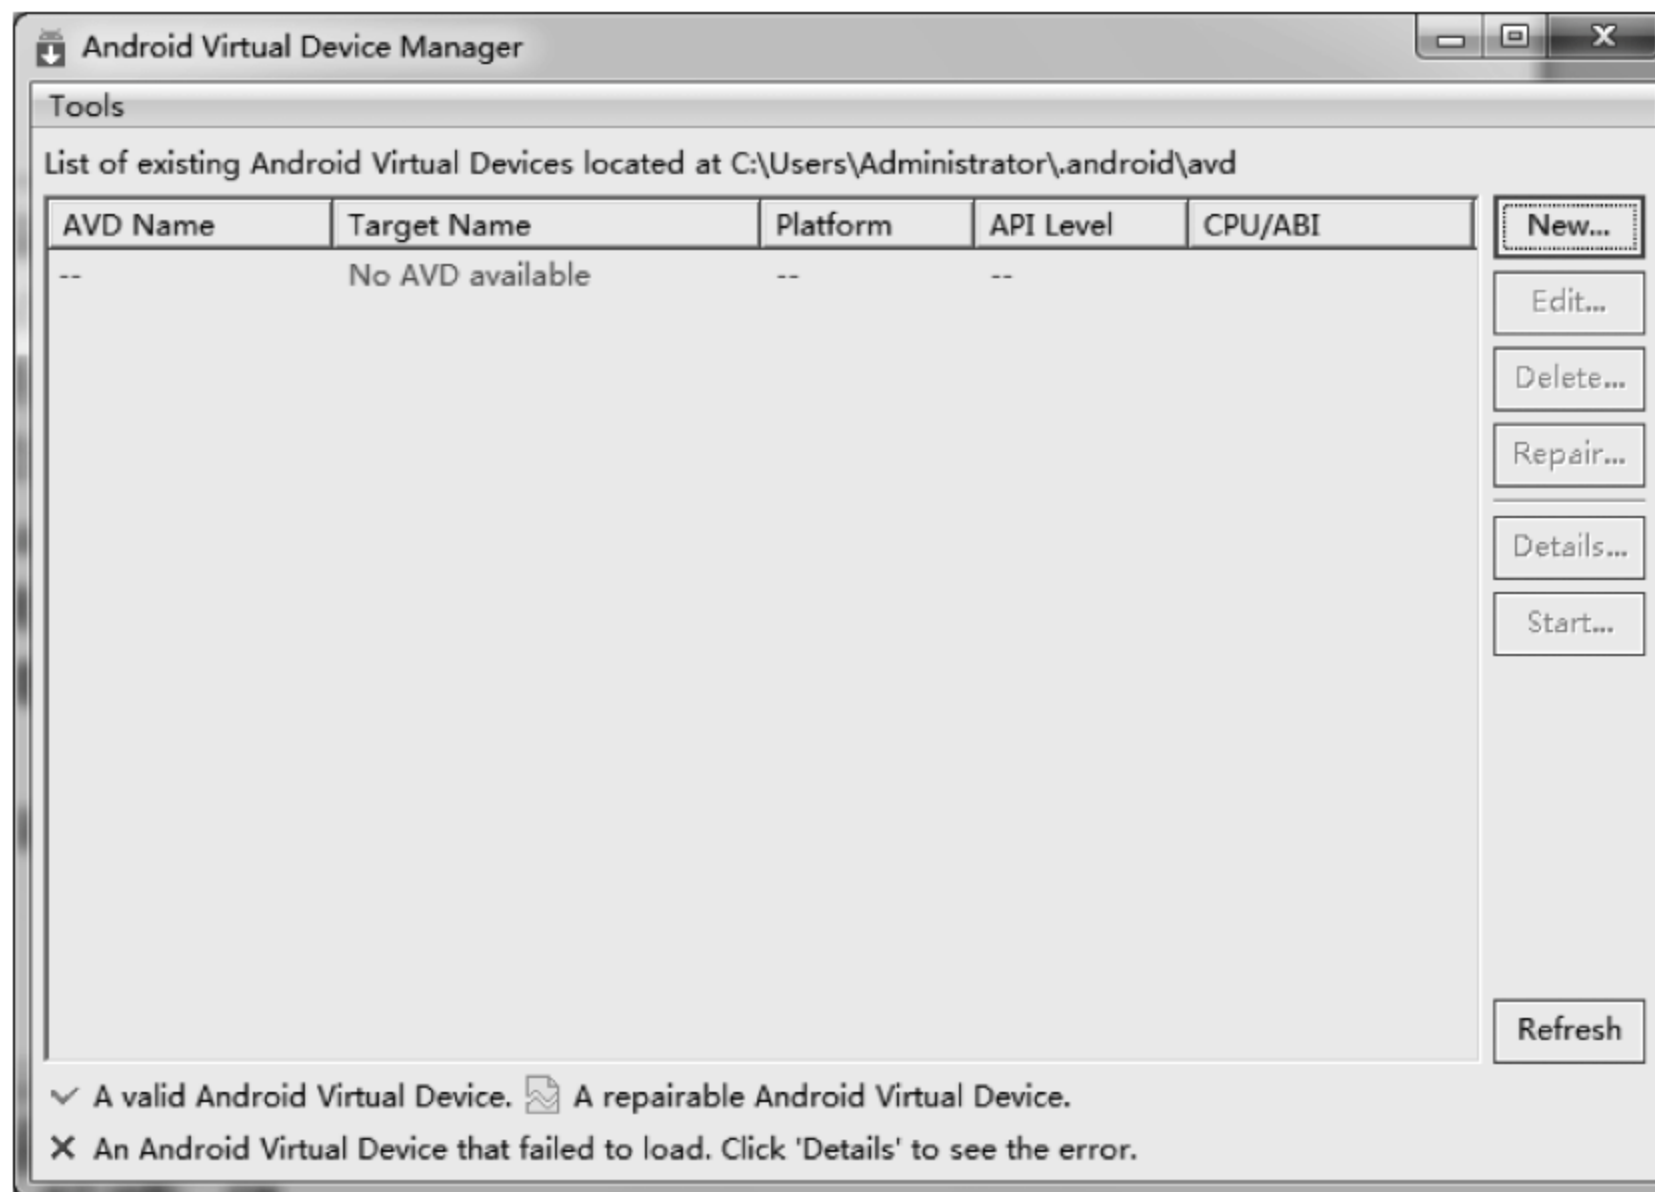 Android Virtual Device Manager
Tools
List of existing Android Virtual Devices located at C:\Users\Administrator\.android\avd
AVD Name Target Name Platform API Level CPU/ABI
-- No AVD available -- --
New...
Edit...
Delete...
Repair...
Details...
Start...
Refresh
A valid Android Virtual Device. A repairable Android Virtual Device.
An Android Virtual Device that failed to load. Click 'Details' to see the error.